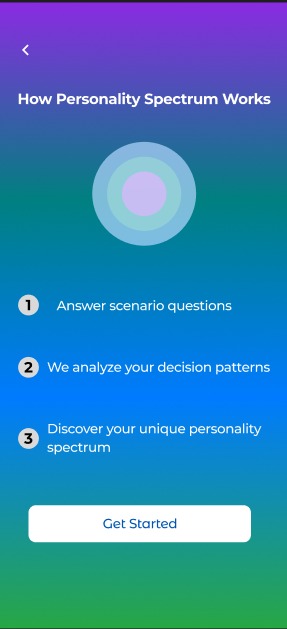 How Personality Spectrum Works
1 Answer scenario questions
2 We analyze your decision patterns
3 Discover your unique personality
spectrum
Get Started